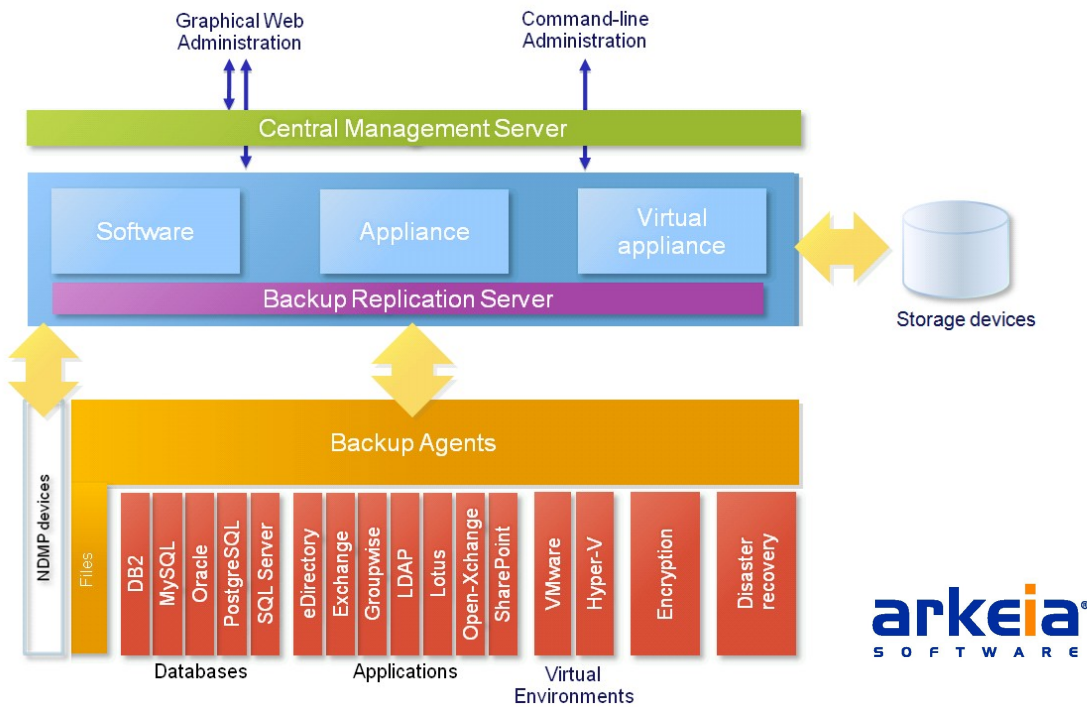 Graphical Web
Administration
Command-line
Administration
Central Management Server
Software
Appliance
Virtual
appliance
Backup Replication Server
Storage devices
Backup Agents
NDMP devices
Files
DB2
MySQL
Oracle
PostgreSQL
SQL Server
eDirectory
Exchange
Groupwise
LDAP
Lotus
Open-Xchange
SharePoint
VMware
Hyper-V
Encryption
Disaster
recovery
Databases
Applications
Virtual
Environments
arkeia®
SOFTWARE